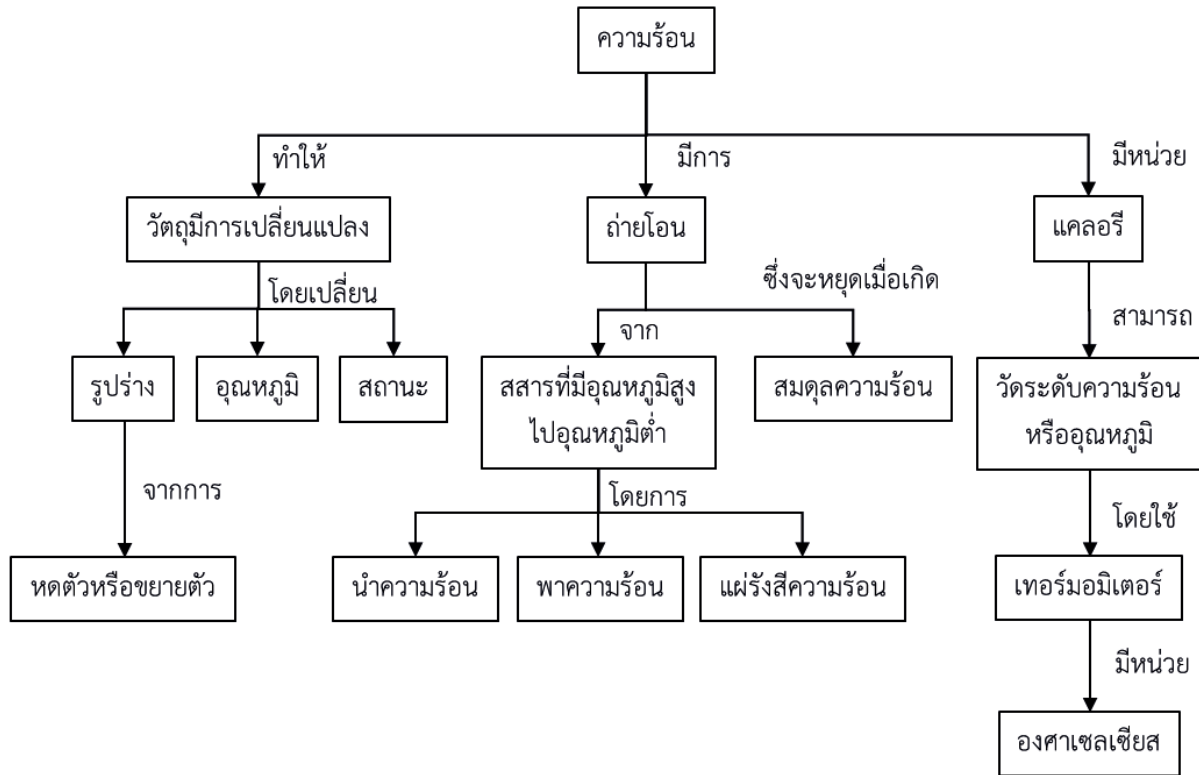 ความร้อน
ทำให้
มีการ
มีหน่วย
วัตถุมีการเปลี่ยนแปลง
ถ่ายโอน
แคลอรี
โดยเปลี่ยน
ซึ่งจะหยุดเมื่อเกิด
จาก
สามารถ
รูปร่าง
อุณหภูมิ
สถานะ
สสารที่มีอุณหภูมิสูง
ไปอุณหภูมิต่ำ
สมดุลความร้อน
วัดระดับความร้อน
หรืออุณหภูมิ
จากการ
โดยการ
โดยใช้
หดตัวหรือขยายตัว
นำความร้อน
พาความร้อน
แผ่รังสีความร้อน
เทอร์มอมิเตอร์
มีหน่วย
องศาเซลเซียส